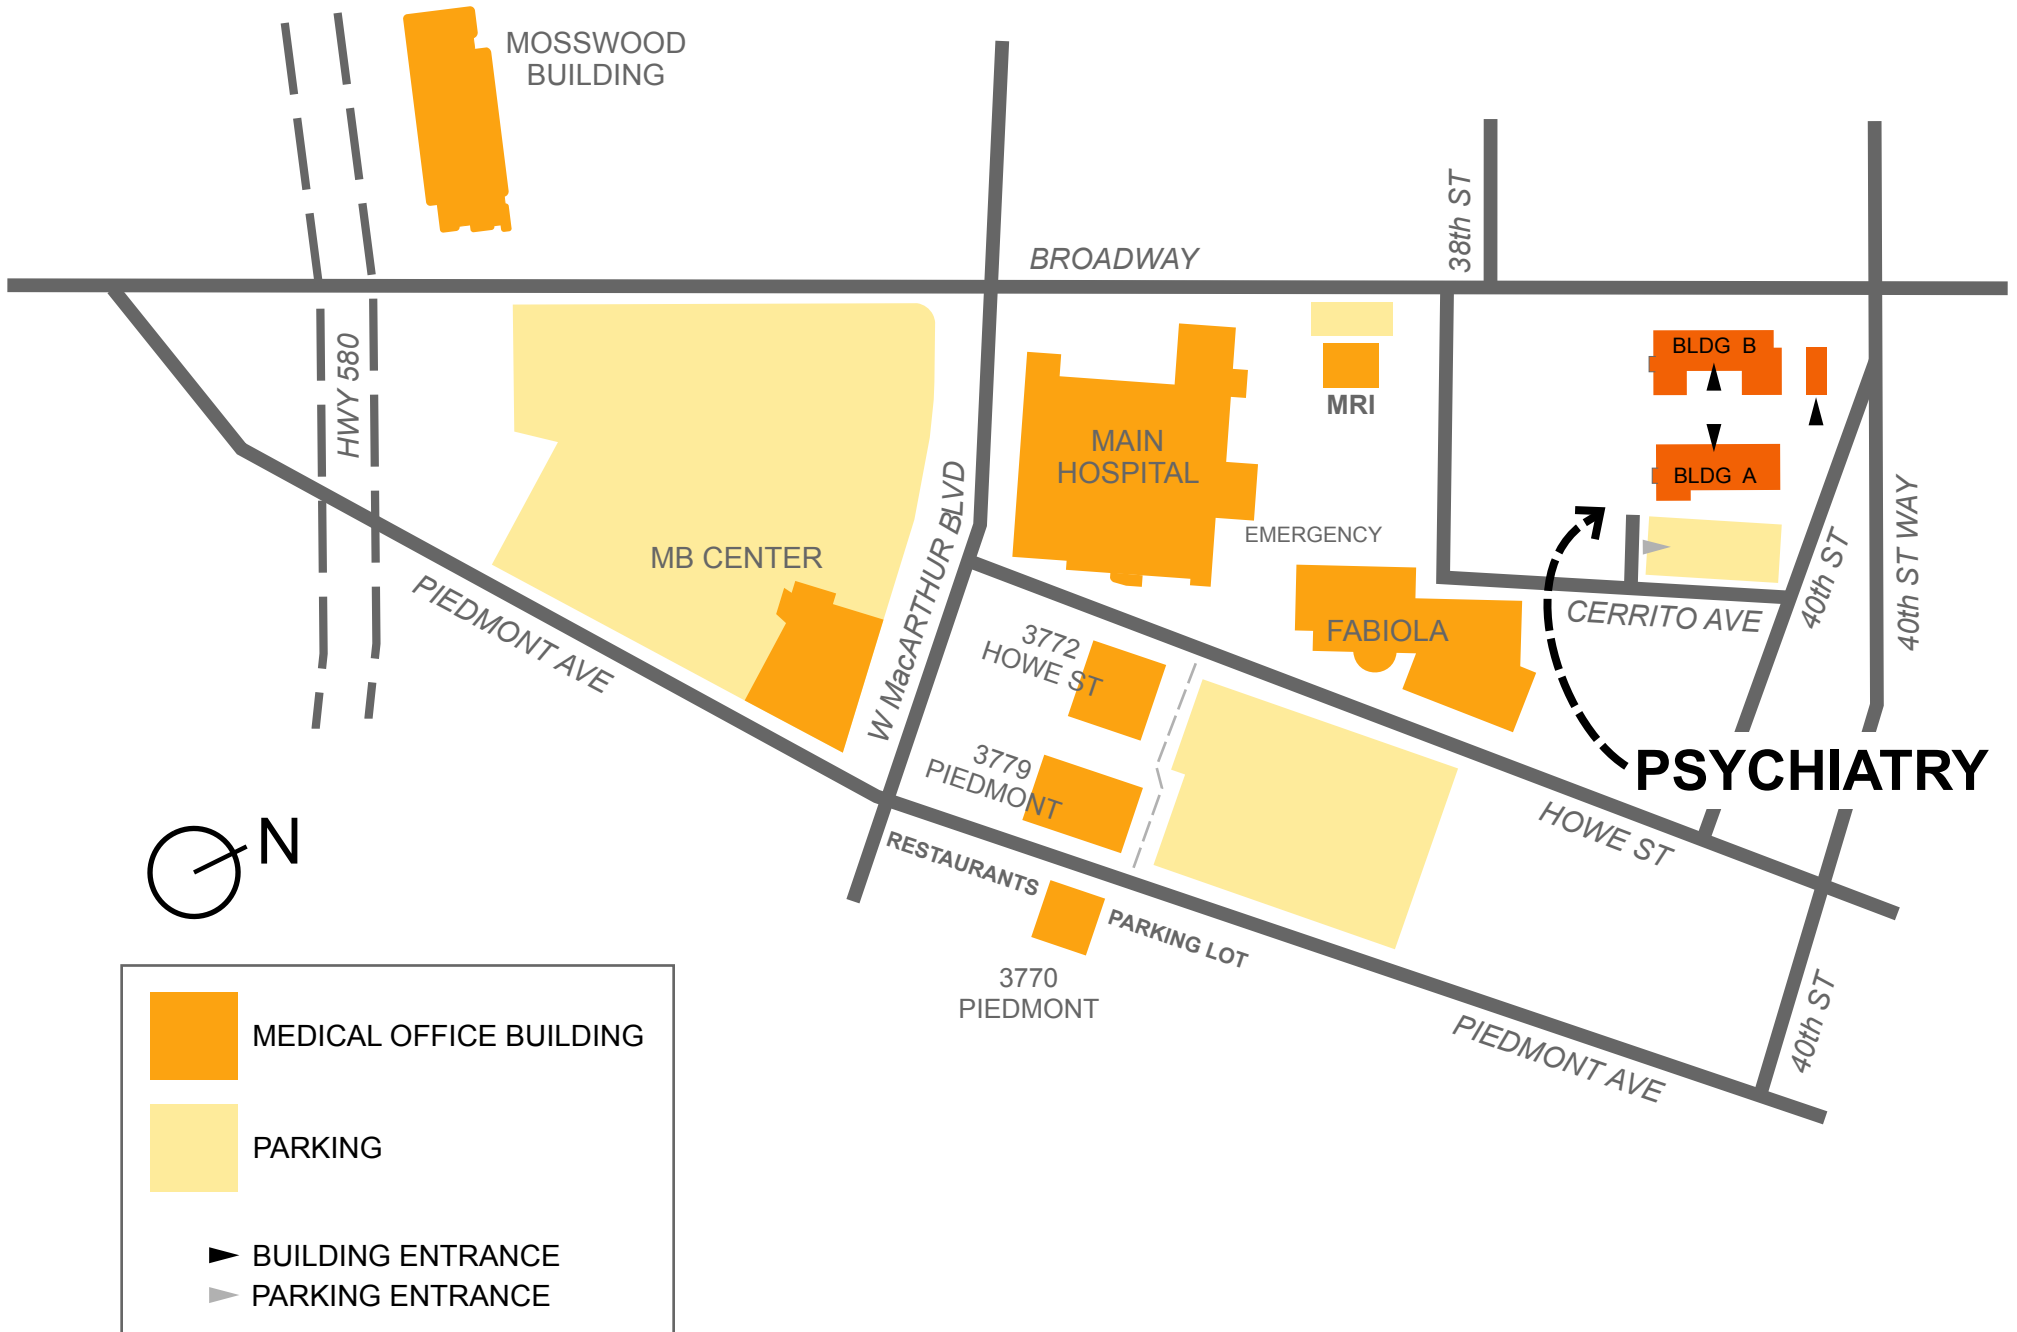 MOSSWOOD
BUILDING
BROADWAY
38th ST
HWY 580
BLDG B
MRI
MAIN
HOSPITAL
BLDG A
W MacARTHUR BLVD
EMERGENCY
MB CENTER
40th ST
40th ST WAY
CERRITO AVE
PIEDMONT AVE
3772
HOWE ST
FABIOLA
3779
PIEDMONT
PSYCHIATRY
HOWE ST
N
RESTAURANTS
PARKING LOT
3770
PIEDMONT
PIEDMONT AVE
40th ST
MEDICAL OFFICE BUILDING
PARKING
BUILDING ENTRANCE
PARKING ENTRANCE